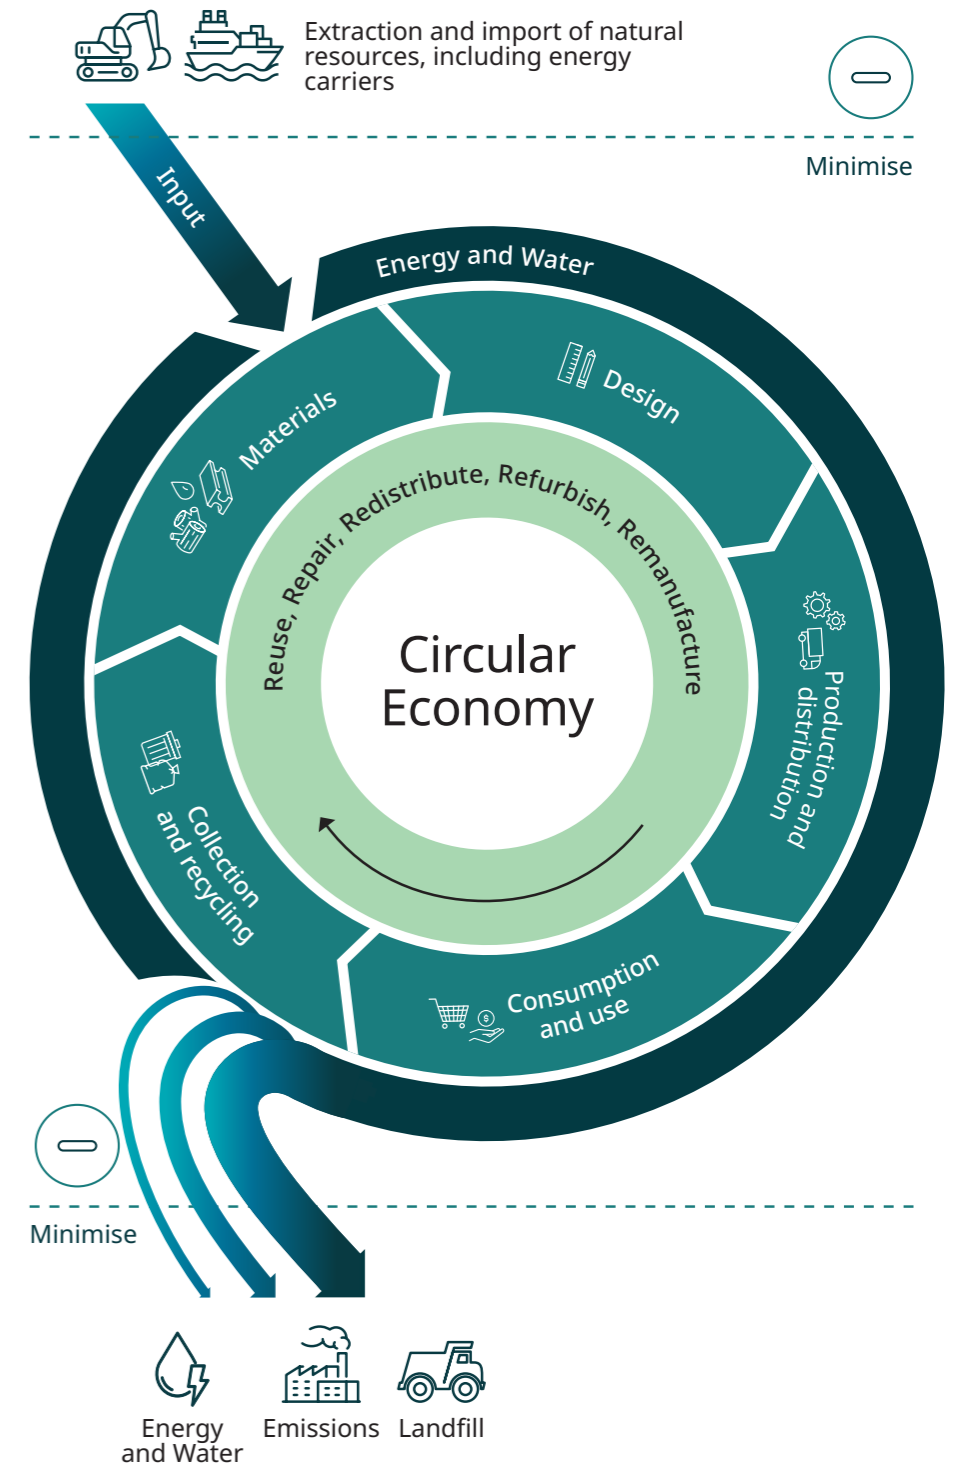 Extraction and import of natural
resources, including energy
carriers
Minimise
Input
Energy and Water
Design
Materials
Reuse, Repair, Redistribute, Refurbish, Remanufacture
Circular
Economy
Production and
distribution
Collection
and recycling
Consumption
and use
$
Minimise
Energy
and Water
Emissions
Landfill